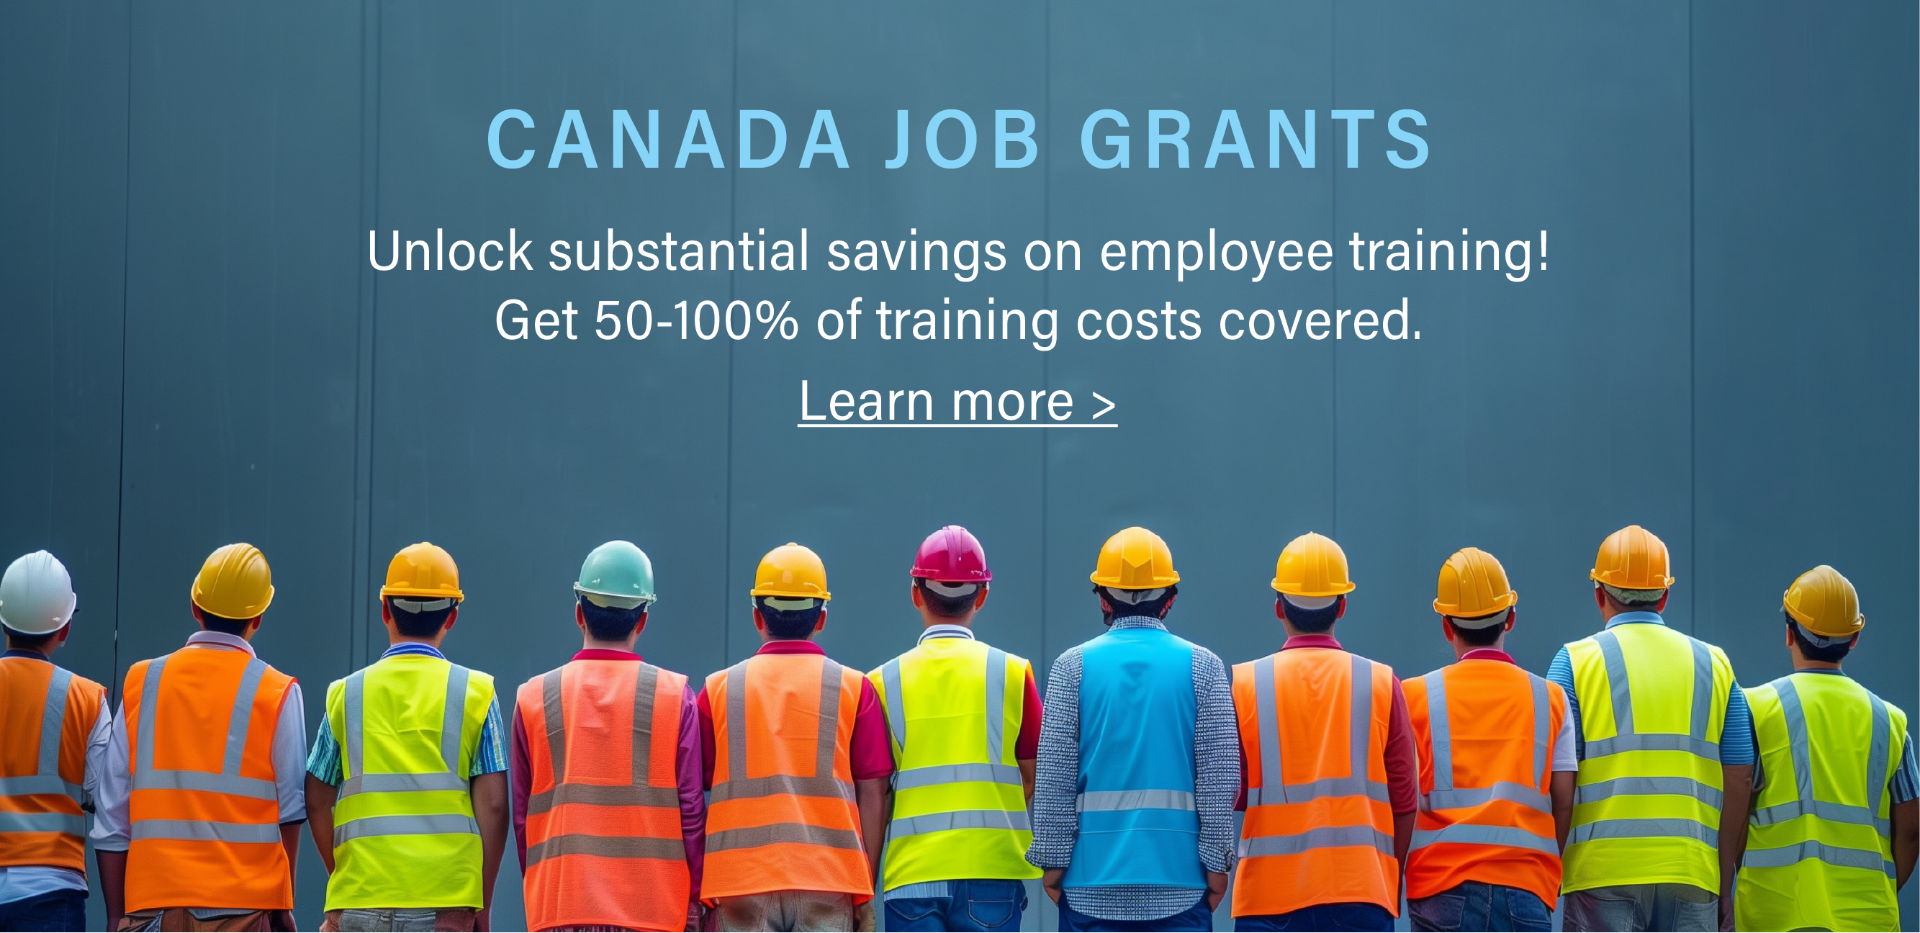 CANADA JOB GRANTS
Unlock substantial savings on employee training!
Get 50-100% of training costs covered.
Learn more >